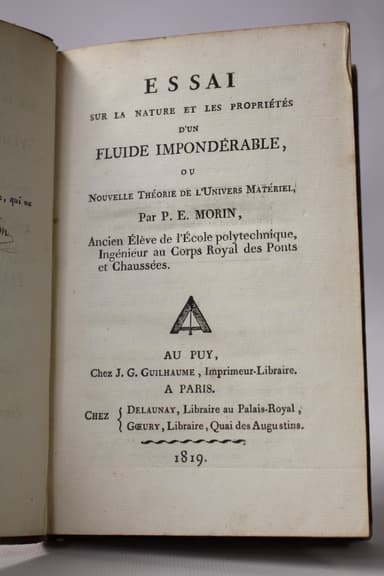 ESSAI
SUR LA NATURE ET LES PROPRIÉTÉS
D'UN
FLUIDE IMPONDÉRABLE,
OU
NOUVELLE THÉORIE DE L'UNIVERS MATÉRIEL,
Par P. E. MORIN,
Ancien Élève de l'École polytechnique,
Ingénieur au Corps Royal des Ponts
et Chaussées.
AU PUY,
Chez J. G. GUILHAUME, Imprimeur-Libraire.
A PARIS.
CHEZ { DELAUNAY, Libraire au Palais-Royal,
GŒURY, Libraire, Quai des Augustins.
1819.
qui ne